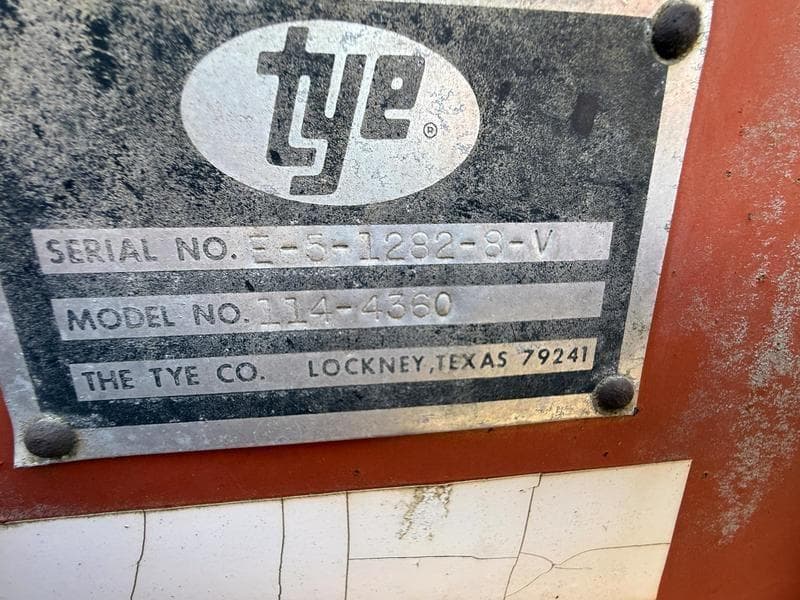 tye ®
SERIAL NO. E-5-1282-8-V
MODEL NO. 114-4360
THE TYE CO. LOCKNEY, TEXAS 79241